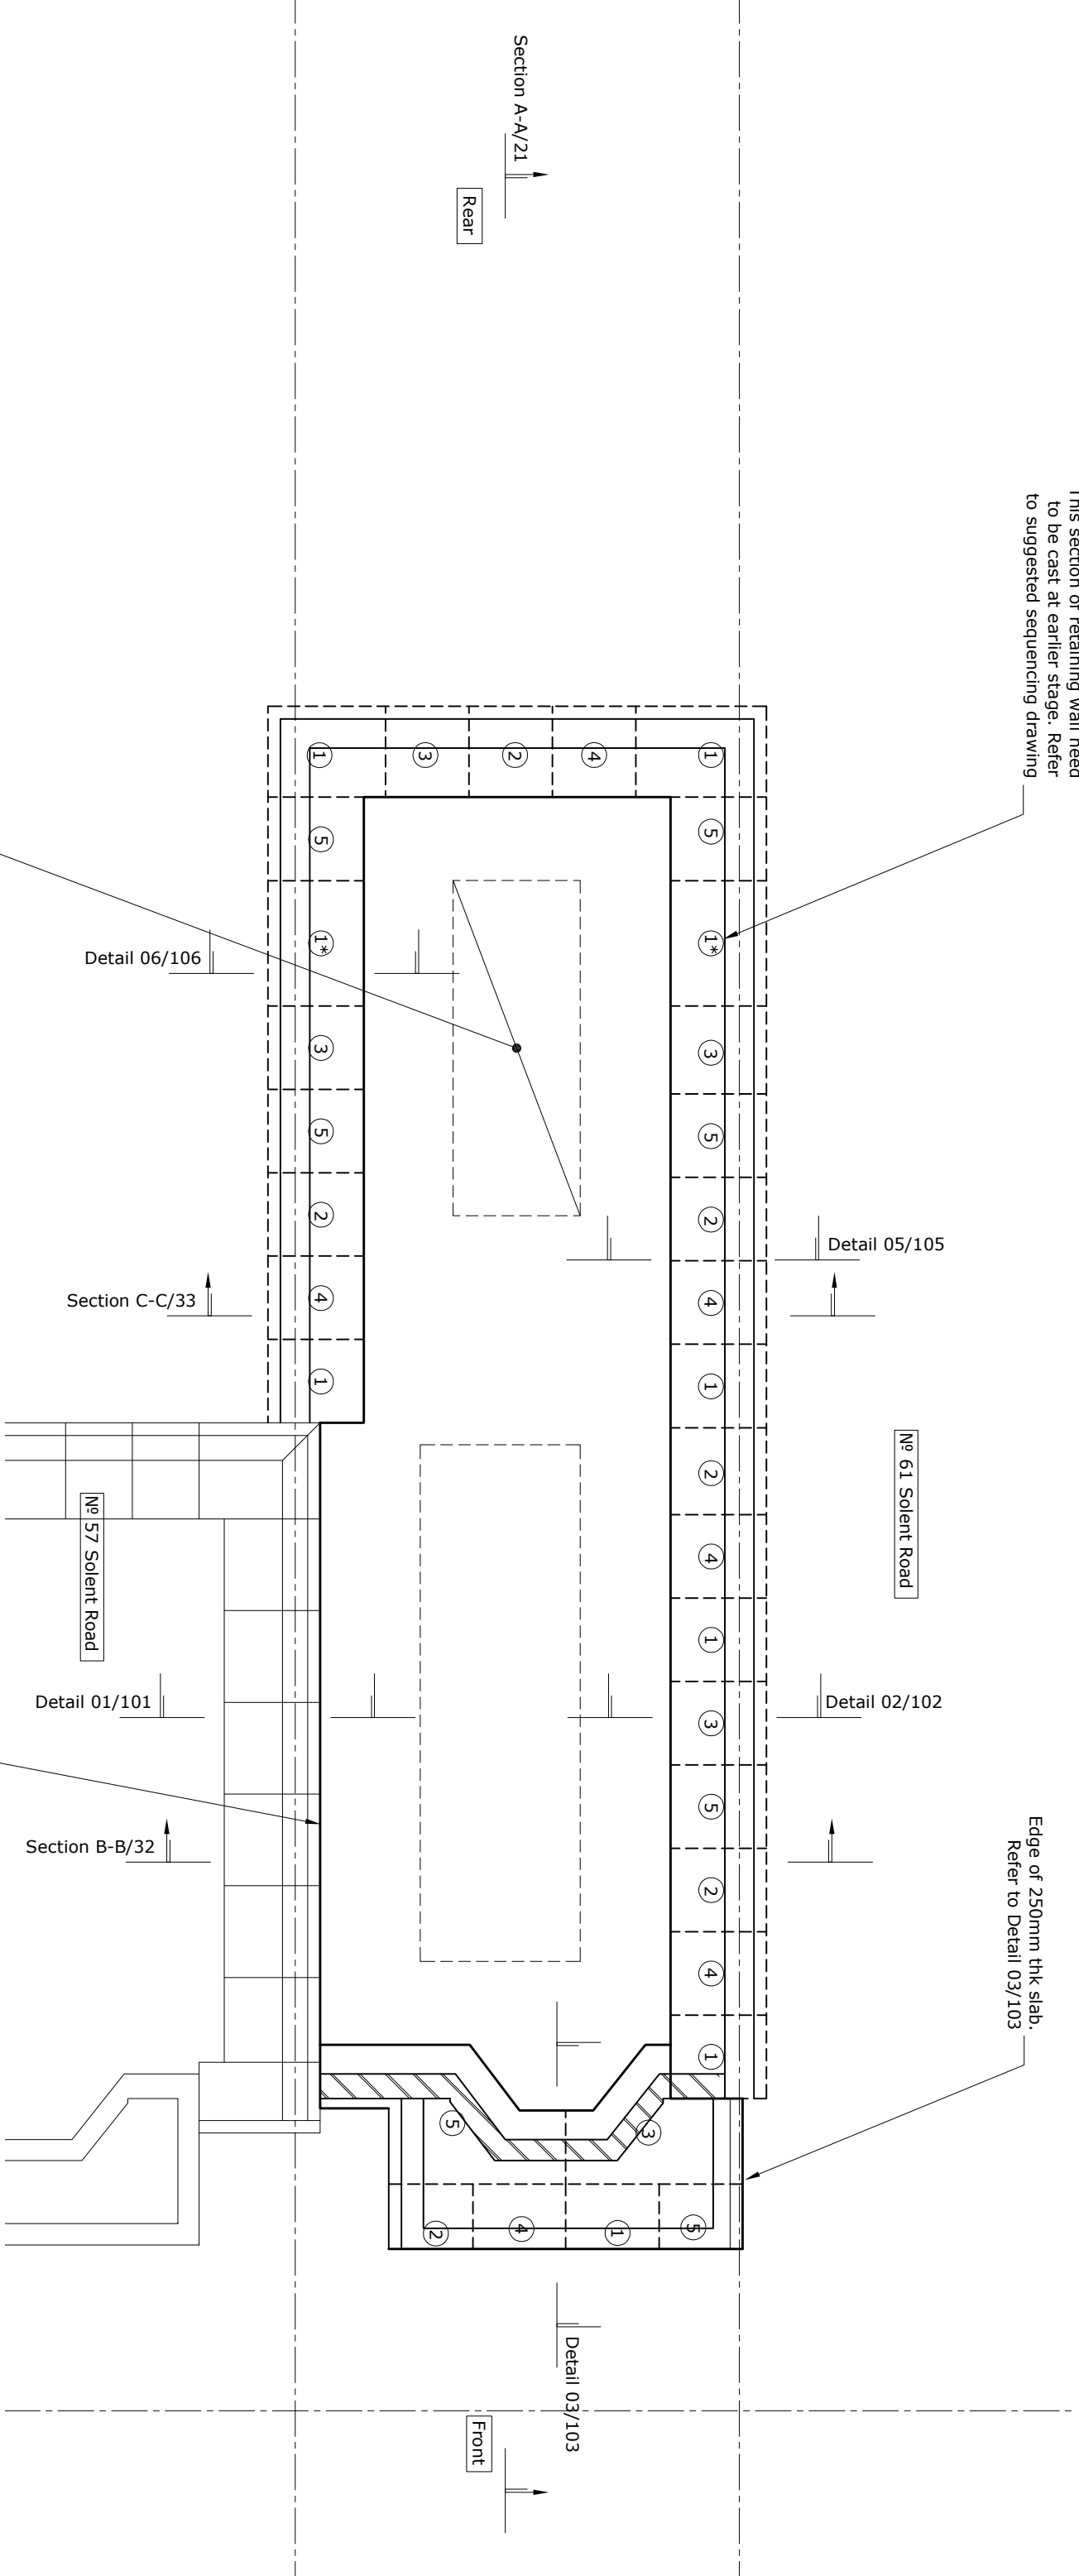 Section A-A/21
Rear
This section of retaining wall need
to be cast at earlier stage. Refer
to suggested sequencing drawing
1
3
2
4
1
5
5
1*
1*
Detail 06/106
3
3
5
5
2
2
Detail 05/105
Section C-C/33
4
4
1
1
Nº 61 Solent Road
2
Nº 57 Solent Road
4
1
Detail 01/101
Detail 02/102
3
5
Section B-B/32
2
Edge of 250mm thk slab.
Refer to Detail 03/103
4
1
5
3
2
4
1
5
Detail 03/103
Front